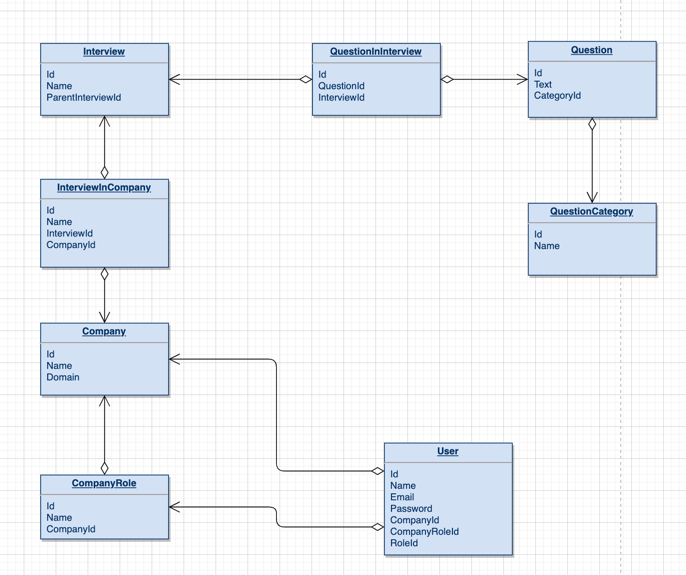 Interview
Id
Name
ParentInterviewId
QuestionInInterview
Id
QuestionId
InterviewId
Question
Id
Text
CategoryId
InterviewInCompany
Id
Name
InterviewId
CompanyId
QuestionCategory
Id
Name
Company
Id
Name
Domain
CompanyRole
Id
Name
CompanyId
User
Id
Name
Email
Password
CompanyId
CompanyRoleId
RoleId